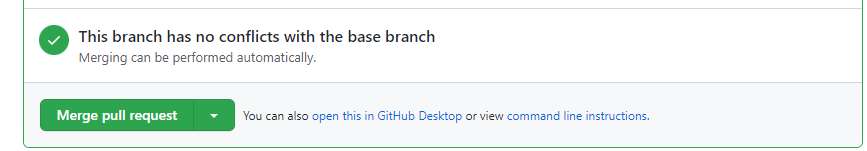 This branch has no conflicts with the base branch
Merging can be performed automatically.
Merge pull request
You can also open this in GitHub Desktop or view command line instructions.